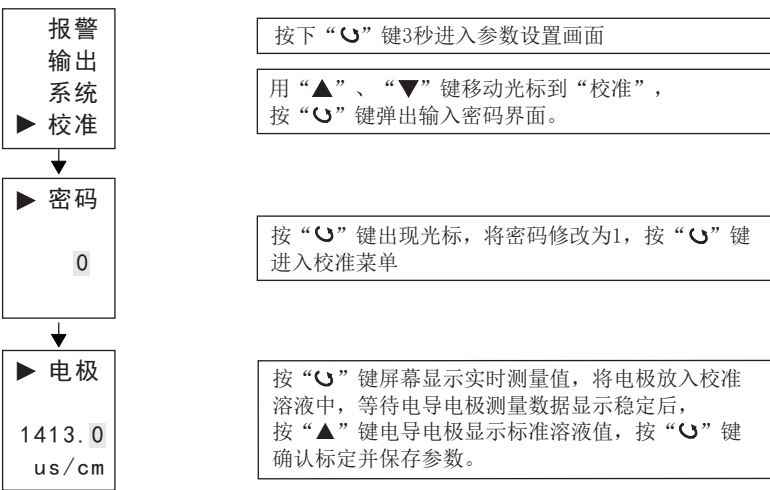 报警
输出
系统
▶ 校准
按下“↺”键3秒进入参数设置画面
用“▲”、“▼”键移动光标到“校准”,
按“↺”键弹出输入密码界面。
▶ 密码
0
按“↺”键出现光标，将密码修改为1，按“↺”键
进入校准菜单
▶ 电极
1413.0
us/cm
按“↺”键屏幕显示实时测量值，将电极放入校准
溶液中，等待电导电极测量数据显示稳定后，
按“▲”键电导电极显示标准溶液值，按“↺”键
确认标定并保存参数。